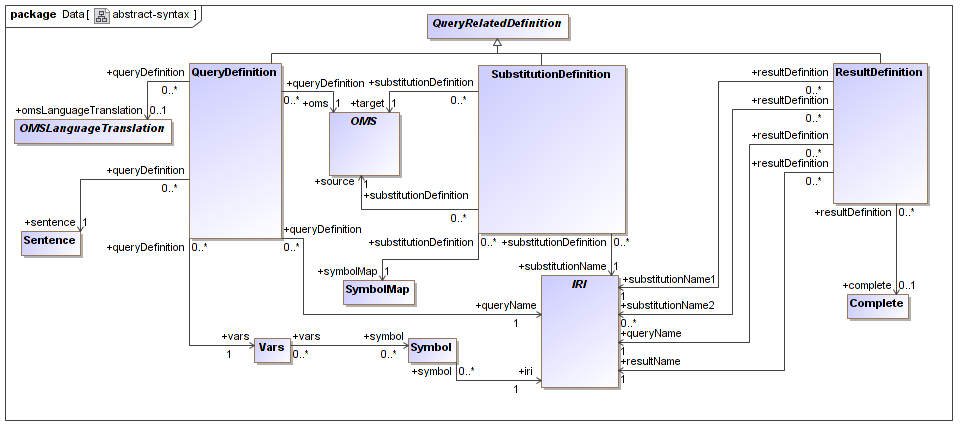 package Data[ abstract-syntax ]
QueryRelatedDefinition
QueryDefinition
SubstitutionDefinition
ResultDefinition
+queryDefinition
0..*
+omsLanguageTranslation
0..1
OMSLanguageTranslation
+queryDefinition
0..*
+oms
1
+substitutionDefinition
0..*
+target
1
OMS
+source
1
+substitutionDefinition
0..*
+resultDefinition
0..*
+resultDefinition
0..*
+resultDefinition
0..*
+resultDefinition
0..*
+queryDefinition
0..*
+sentence
1
Sentence
+queryDefinition
0..*
+queryDefinition
0..*
+substitutionDefinition
0..*
+symbolMap
1
SymbolMap
+substitutionDefinition
0..*
+substitutionName
1
IRI
+resultDefinition
0..*
+complete
0..1
Complete
+substitutionName1
1
+substitutionName2
0..*
+queryName
1
+queryName
1
+resultName
1
+vars
1
Vars
+vars
0..*
+symbol
0..*
Symbol
+symbol
0..*
+iri
1